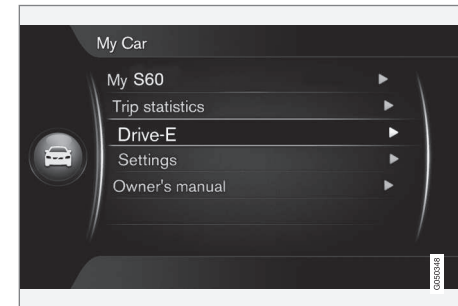 My Car
My S60
Trip statistics
Drive-E
Settings
Owner's manual
G050348